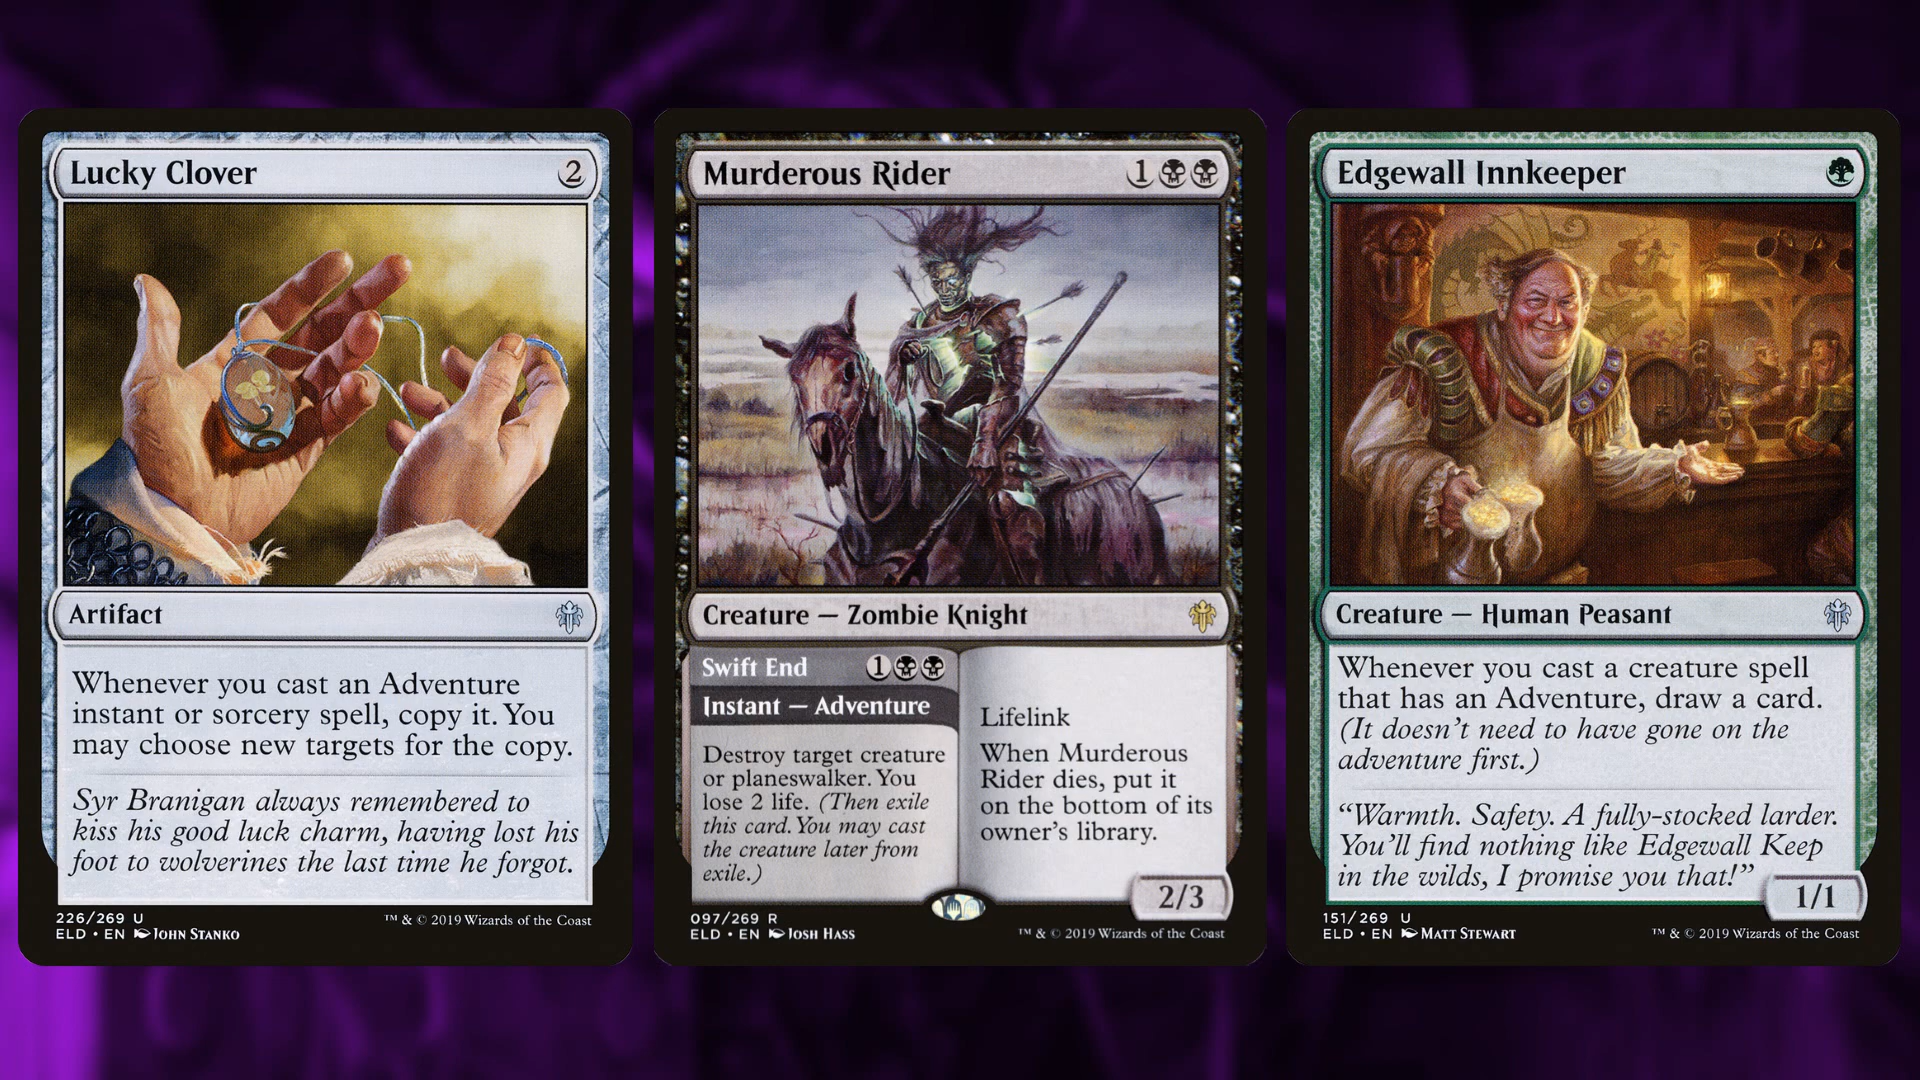 Lucky Clover 2
Artifact
Whenever you cast an Adventure
instant or sorcery spell, copy it. You
may choose new targets for the copy.
Syr Branigan always remembered to
kiss his good luck charm, having lost his
foot to wolverines the last time he forgot.
226/269 U
ELD • EN John Stanko
™ & © 2019 Wizards of the Coast
Murderous Rider 1
Creature — Zombie Knight
Swift End 1
Instant — Adventure
Destroy target creature
or planeswalker. You
lose 2 life. (Then exile
this card. You may cast
the creature later from
exile.)
Lifelink
When Murderous
Rider dies, put it
on the bottom of its
owner's library.
2/3
097/269 R
ELD • EN Josh Hass
™ & © 2019 Wizards of the Coast
Edgewall Innkeeper
Creature — Human Peasant
Whenever you cast a creature spell
that has an Adventure, draw a card.
(It doesn't need to have gone on the
adventure first.)
"Warmth. Safety. A fully-stocked larder.
You'll find nothing like Edgewall Keep
in the wilds, I promise you that!"
1/1
151/269 U
ELD • EN Matt Stewart
™ & © 2019 Wizards of the Coast